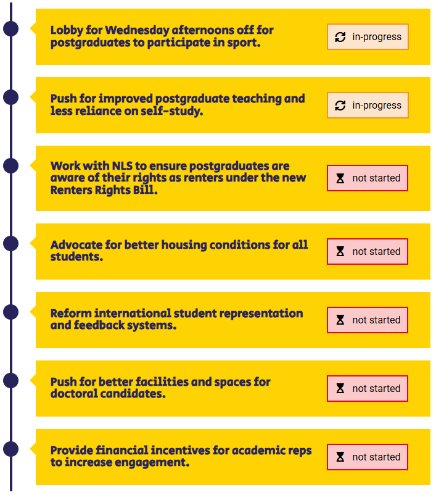 Lobby for Wednesday afternoons off for
postgraduates to participate in sport.
in-progress
Push for improved postgraduate teaching and
less reliance on self-study.
in-progress
Work with NLS to ensure postgraduates are
aware of their rights as renters under the new
Renters Rights Bill.
not started
Advocate for better housing conditions for all
students.
not started
Reform international student representation
and feedback systems.
not started
Push for better facilities and spaces for
doctoral candidates.
not started
Provide financial incentives for academic reps
to increase engagement.
not started